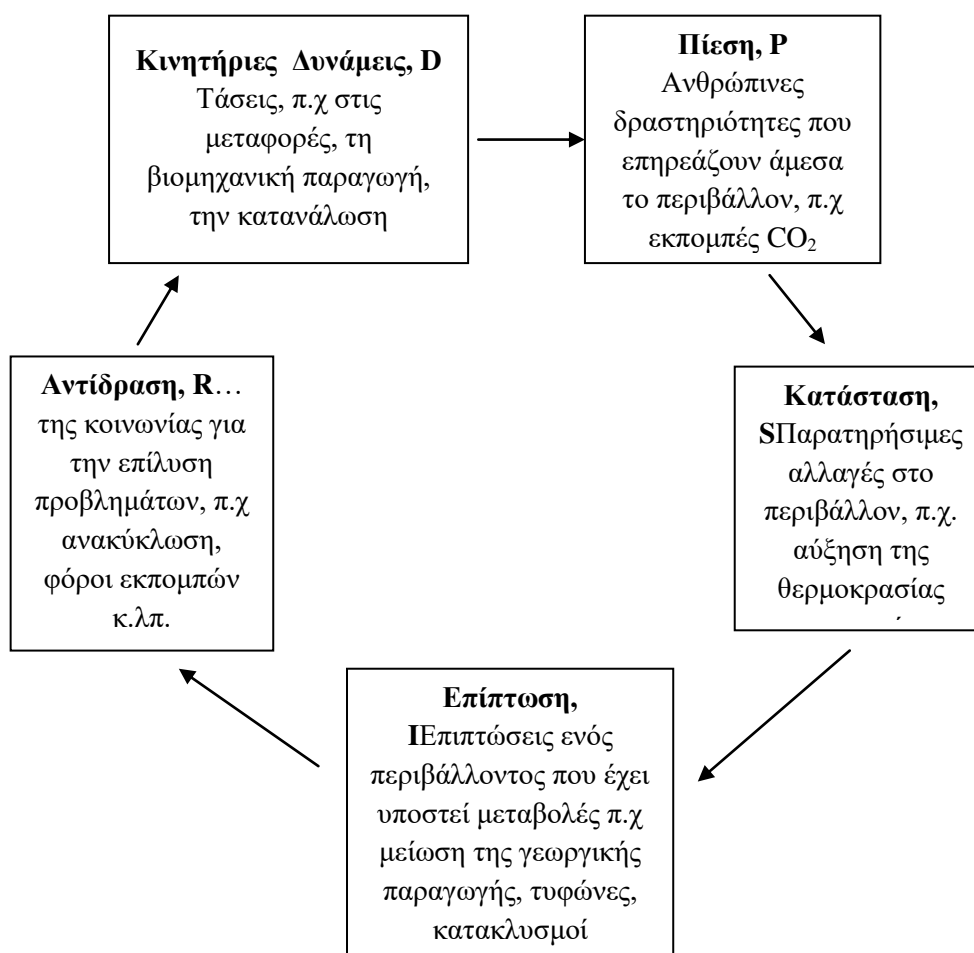 Κινητήριες Δυνάμεις, D
Τάσεις, π.χ στις
μεταφορές, τη
βιομηχανική παραγωγή,
την κατανάλωση
Πίεση, P
Ανθρώπινες
δραστηριότητες που
επηρεάζουν άμεσα
το περιβάλλον, π.χ
εκπομπές CO₂
Κατάσταση,
SΠαρατηρήσιμες
αλλαγές στο
περιβάλλον, π.χ.
αύξηση της
θερμοκρασίας
Επίπτωση,
IΕπιπτώσεις ενός
περιβάλλοντος που έχει
υποστεί μεταβολές π.χ
μείωση της γεωργικής
παραγωγής, τυφώνες,
κατακλυσμοί
Αντίδραση, R…
της κοινωνίας για
την επίλυση
προβλημάτων, π.χ
ανακύκλωση,
φόροι εκπομπών
κ.λπ.